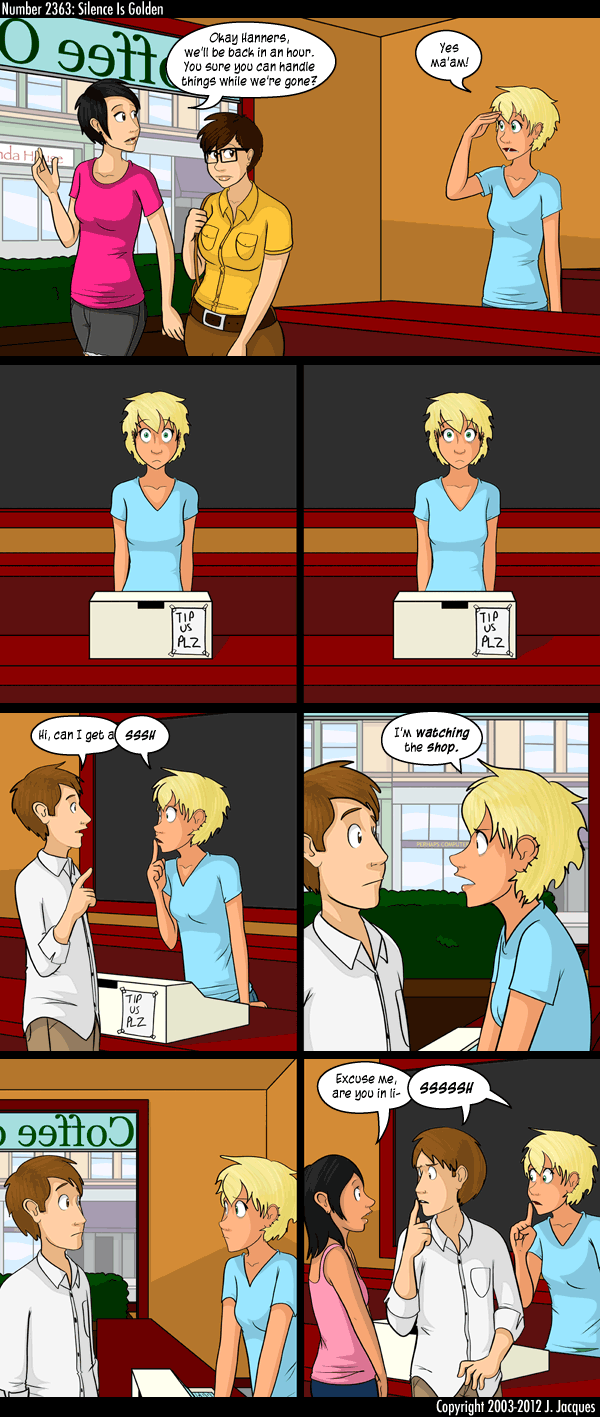 Number 2363: Silence Is Golden
Coffee O
Okay Hanners,
we'll be back in an hour.
You sure you can handle
things while we're gone?
Yes
ma'am!
TIP
US
PLZ
TIP
US
PLZ
Hi, can I get a
SSSH
TIP
US
PLZ
I'm watching
the shop.
PERHAPS COMPUTE
Coffee
Excuse me,
are you in li-
SSSSSH
Copyright 2003-2012 J. Jacques